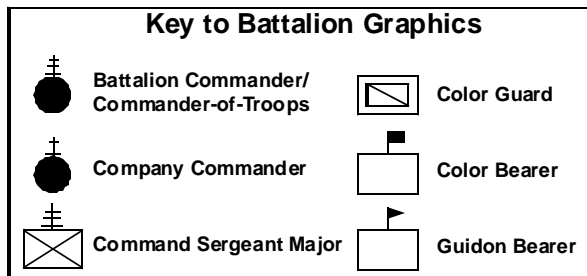 Key to Battalion Graphics
Battalion Commander/
Commander-of-Troops
Color Guard
Company Commander
Color Bearer
Command Sergeant Major
Guidon Bearer